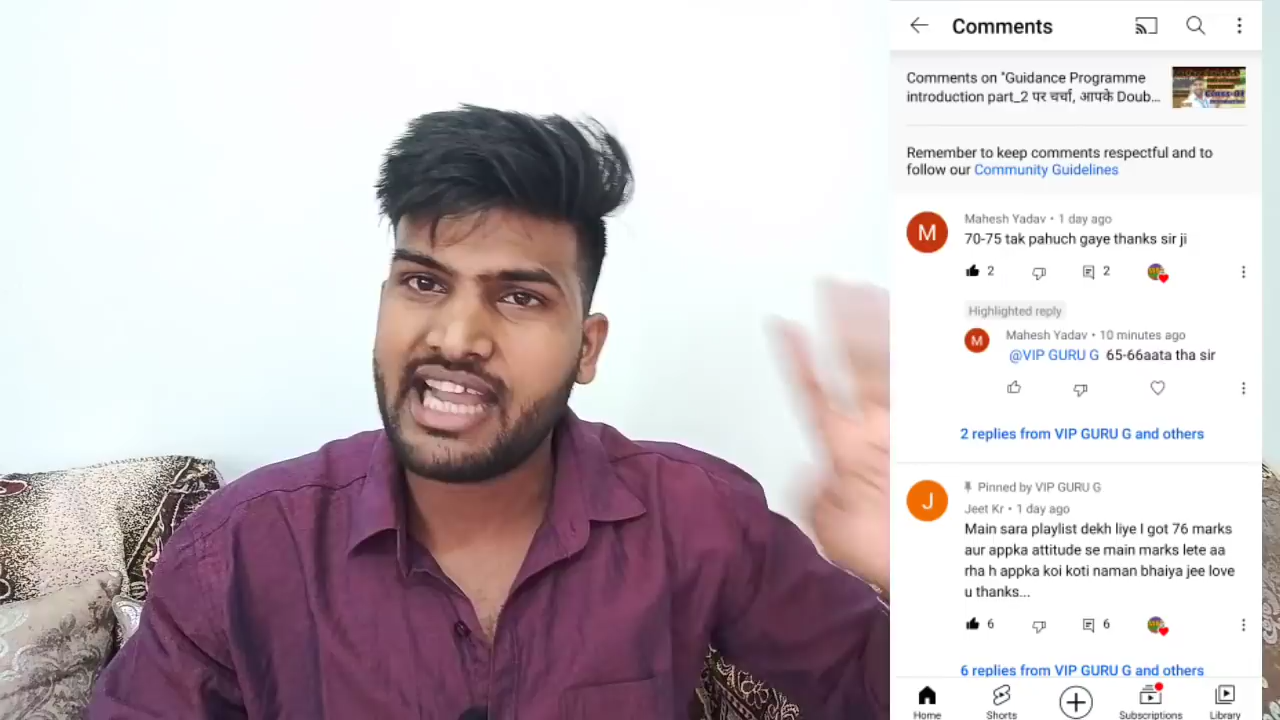 Comments
Comments on "Guidance Programme
introduction part_2 पर चर्चा, आपके Doub...
Remember to keep comments respectful and to
follow our Community Guidelines
M
Mahesh Yadav • 1 day ago
70-75 tak pahuch gaye thanks sir ji
2
2
Highlighted reply
M
Mahesh Yadav • 10 minutes ago
@VIP GURU G 65-66aata tha sir
2 replies from VIP GURU G and others
Pinned by VIP GURU G
J
Jeet Kr • 1 day ago
Main sara playlist dekh liye I got 76 marks
aur appka attitude se main marks lete aa
rha h appka koi koti naman bhaiya jee love
u thanks...
6
6
6 replies from VIP GURU G and others
Home
Shorts
Subscriptions
Library